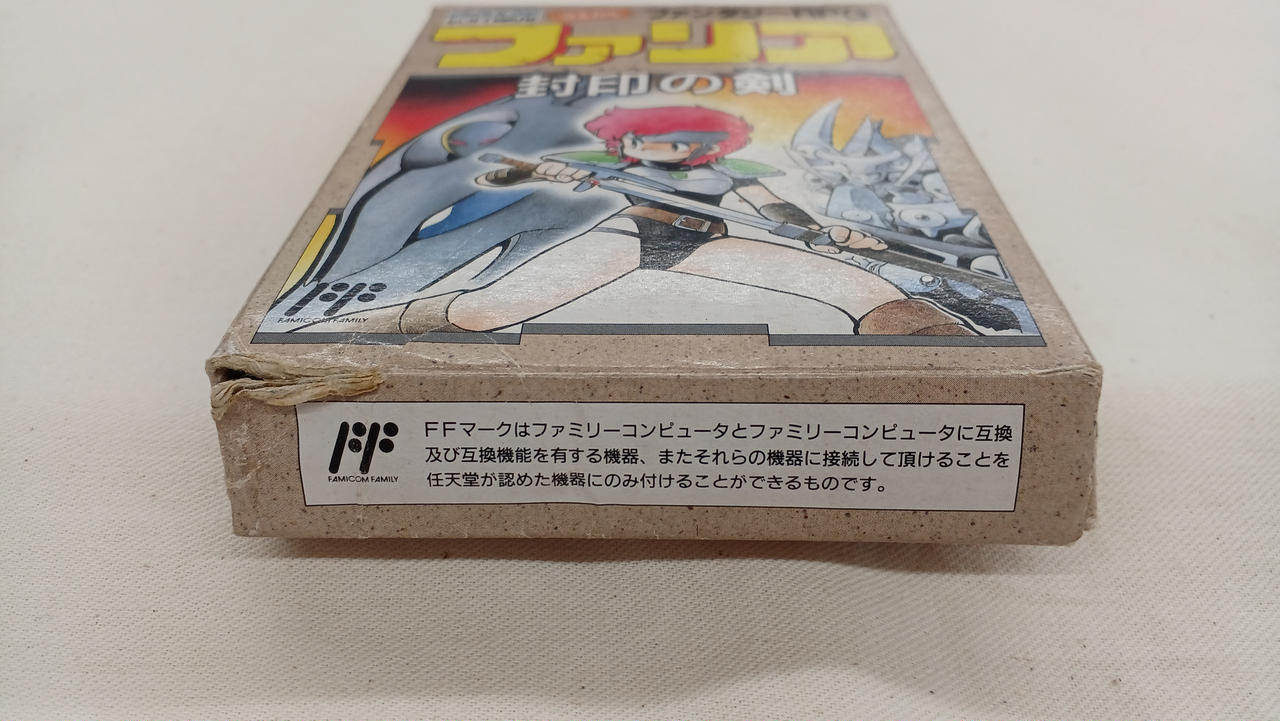 ファンタジーRPG
ファリア
封印の剣
FAMICOM FAMILY
FAMICOM FAMILY
FFマークはファミリーコンピュータとファミリーコンピュータに互換
及び互換機能を有する機器、またそれらの機器に接続して頂けることを
任天堂が認めた機器にのみ付けることができるものです。